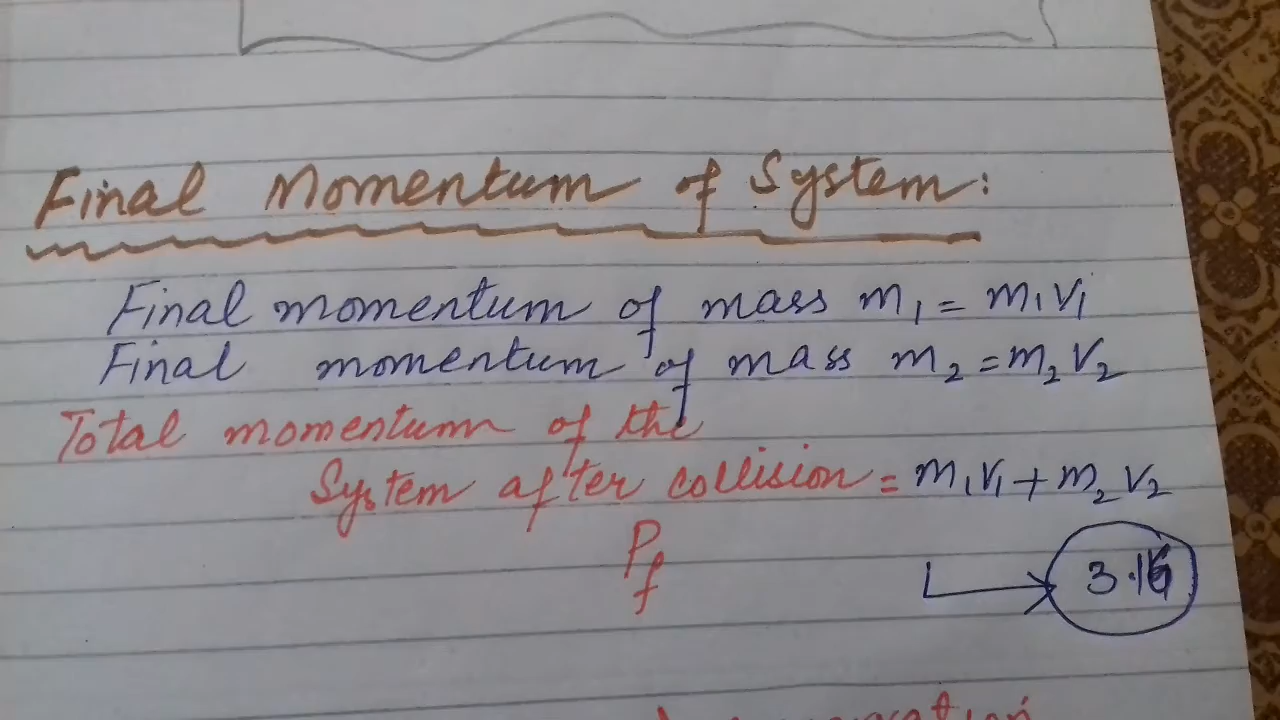 Final Momentum of System:
Final momentum of mass m₁ = m₁v₁
Final momentum of mass m₂ = m₂v₂
Total momentum of the
System after collision = m₁v₁ + m₂v₂
Pf
3.16